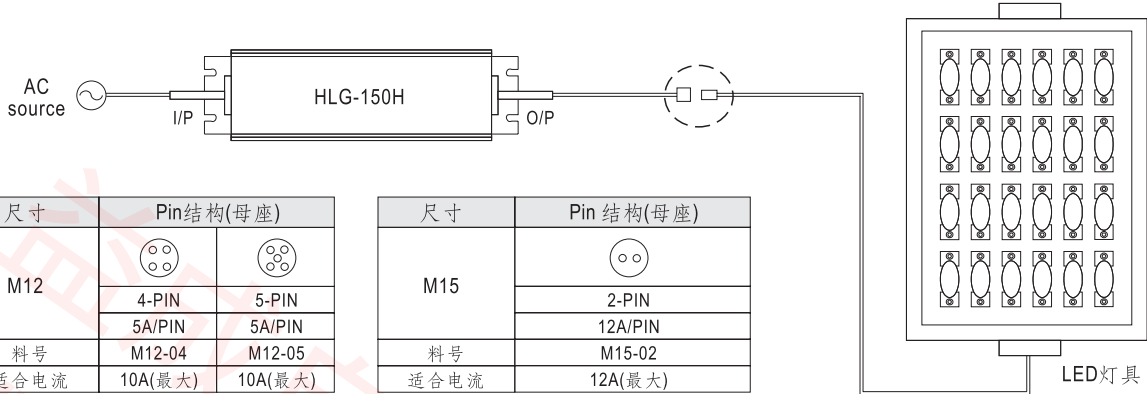 AC
source
I/P
HLG-150H
O/P
尺寸 Pin结构(母座)
M12
4-PIN 5-PIN
5A/PIN 5A/PIN
料号 M12-04 M12-05
适合电流 10A(最大) 10A(最大)
尺寸 Pin 结构(母座)
M15
2-PIN
12A/PIN
料号 M15-02
适合电流 12A(最大)
LED灯具